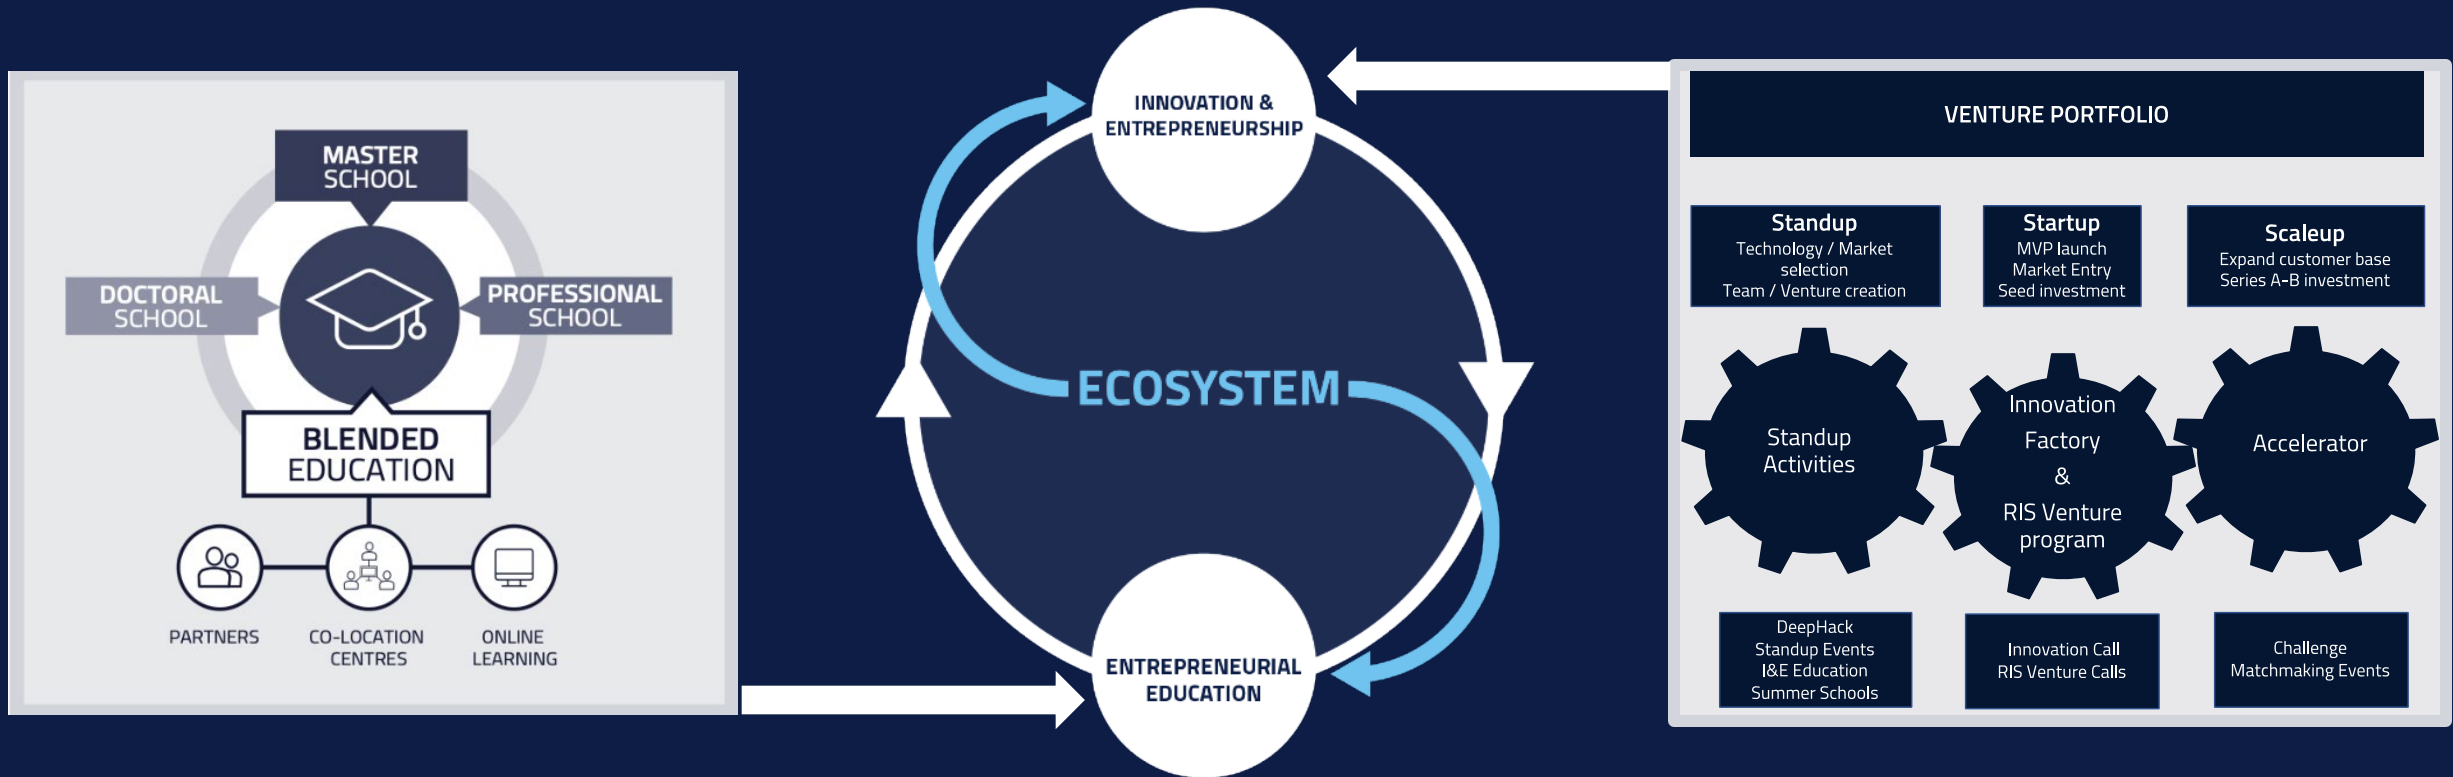 MASTER
SCHOOL
DOCTORAL
SCHOOL
PROFESSIONAL
SCHOOL
BLENDED
EDUCATION
PARTNERS
CO-LOCATION
CENTRES
ONLINE
LEARNING
INNOVATION &
ENTREPRENEURSHIP
ECOSYSTEM
ENTREPRENEURIAL
EDUCATION
VENTURE PORTFOLIO
Standup
Technology / Market
selection
Team / Venture creation
Startup
MVP launch
Market Entry
Seed investment
Scaleup
Expand customer base
Series A-B investment
Standup
Activities
Innovation
Factory
&
RIS Venture
program
Accelerator
DeepHack
Standup Events
I&E Education
Summer Schools
Innovation Call
RIS Venture Calls
Challenge
Matchmaking Events